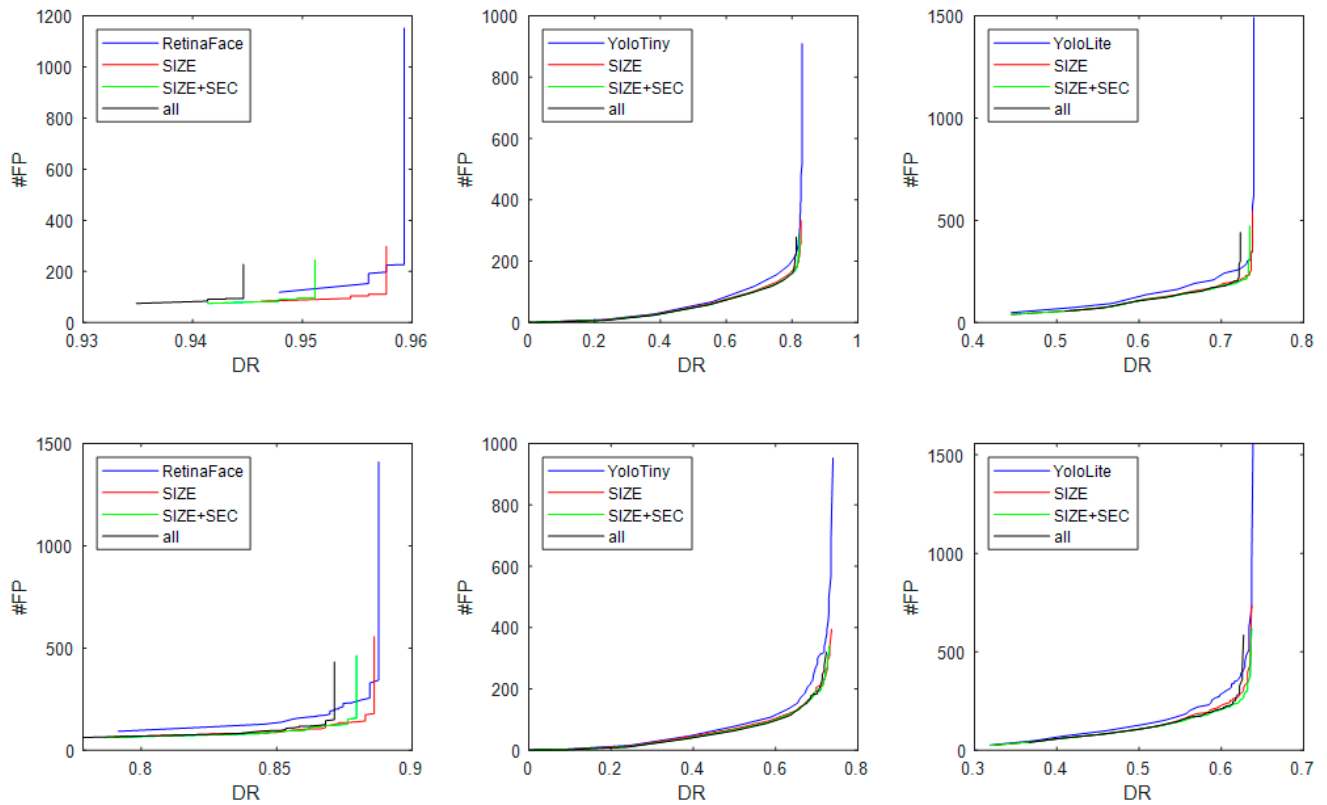 1200
1000
800
600
400
200
0
#FP
RetinaFace
SIZE
SIZE+SEC
all
0.93
0.94
0.95
0.96
DR
1000
800
600
400
200
0
#FP
YoloTiny
SIZE
SIZE+SEC
all
0
0.2
0.4
0.6
0.8
1
DR
1500
1000
500
0
#FP
YoloLite
SIZE
SIZE+SEC
all
0.4
0.5
0.6
0.7
0.8
DR
1500
1000
500
0
#FP
RetinaFace
SIZE
SIZE+SEC
all
0.8
0.85
0.9
DR
1000
800
600
400
200
0
#FP
YoloTiny
SIZE
SIZE+SEC
all
0
0.2
0.4
0.6
0.8
DR
1500
1000
500
0
#FP
YoloLite
SIZE
SIZE+SEC
all
0.3
0.4
0.5
0.6
0.7
DR